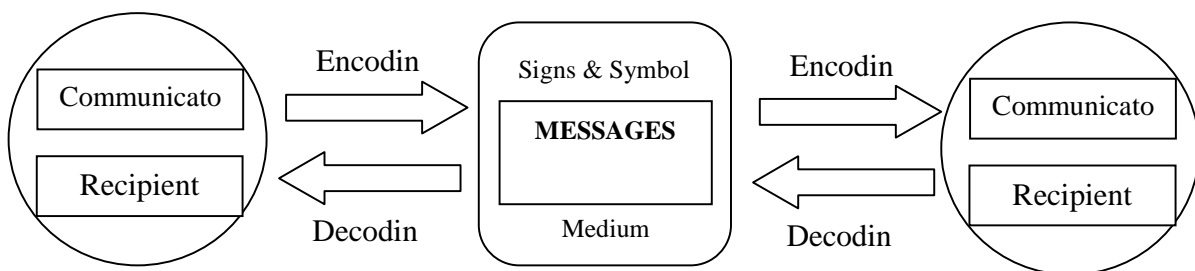 Encodin
Communicato
Recipient
Decodin
Signs & Symbol
MESSAGES
Medium
Encodin
Decodin
Communicato
Recipient